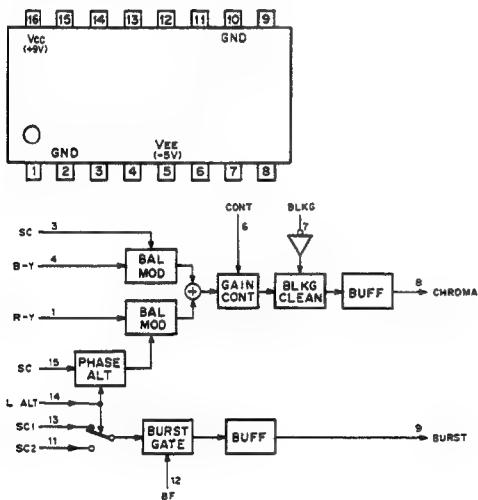 16 15 14 13 12 11 10 9
VCC
(+9V)
GND
GND
VEE
(-5V)
1 2 3 4 5 6 7 8
CONT
6
BLKG
7
SC 3
B-Y 4
BAL
MOD
R-Y 1
BAL
MOD
+
GAIN
CONT
BLKG
CLEAN
BUFF
8 CHROMA
SC 15
PHASE
ALT
L ALT 14
SC1 13
SC2 11
BURST
GATE
BUFF
9 BURST
12
BF